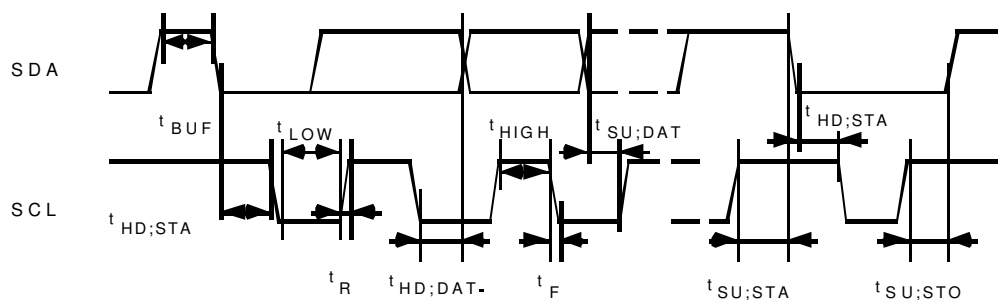 SDA
t BUF
t LOW
t HIGH
t SU;DAT
t HD;STA
SCL
t HD;STA
t R
t HD;DAT-
t F
t SU;STA
t SU;STO